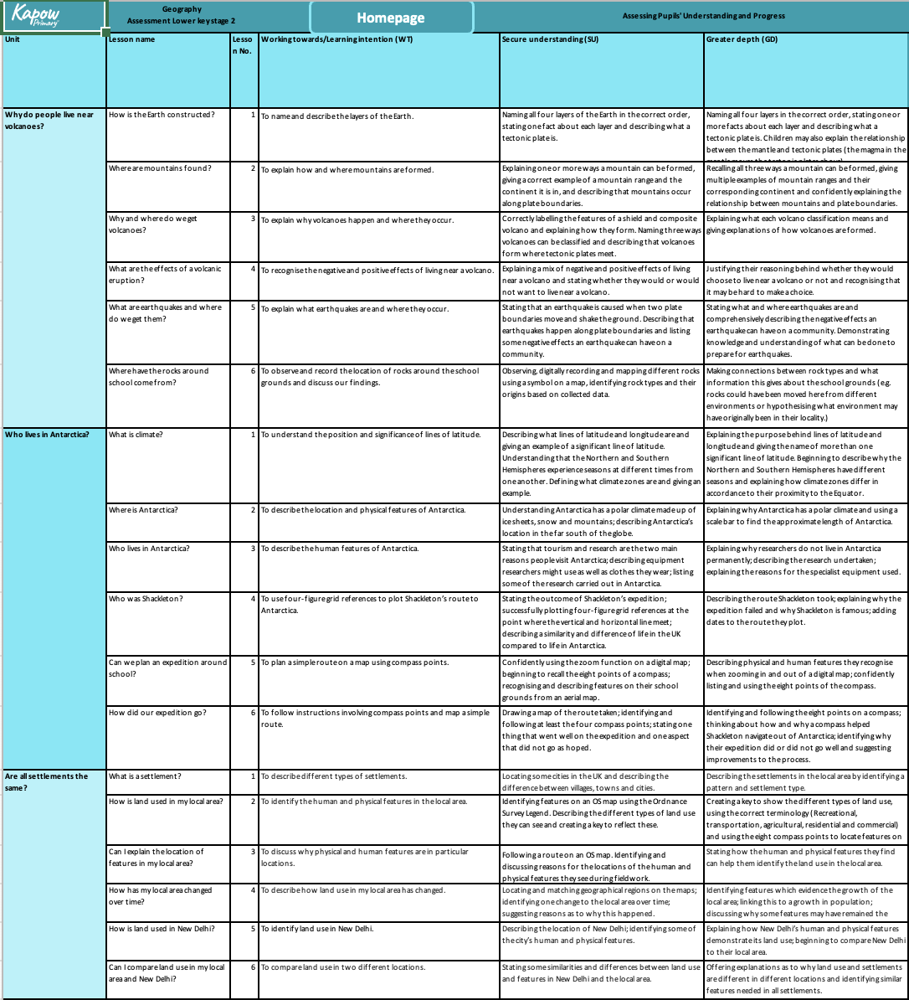 Kapow
Primary
Geography
Assessment Lower key stage 2
Homepage
Assessing Pupils' Understanding and Progress
Unit
Lesson name
Lesso
n No.
Working towards/Learning intention (WT)
Secure understanding (SU)
Greater depth (GD)
Why do people live near
volcanoes?
How is the Earth constructed?
1
To name and describe the layers of the Earth.
Naming all four layers of the Earth in the correct order,
stating one fact about each layer and describing what a
tectonic plate is.
Naming all four layers in the correct order, stating one or
more facts about each layer and describing what a
tectonic plate is. Children may also explain the relationship
between the mantle and tectonic plates (the magma in the
Where are mountains found?
2
To explain how and where mountains are formed.
Explaining one or more ways a mountain can be formed,
giving a correct example of a mountain range and the
continent it is in, and describing that mountains occur
along plate boundaries.
Recalling all three ways a mountain can be formed, giving
multiple examples of mountain ranges and their
corresponding continent and confidently explaining the
relationship between mountains and plate boundaries.
Why and where do we get
volcanoes?
3
To explain why volcanoes happen and where they occur.
Correctly labelling the features of a shield and composite
volcano and explaining how they form. Naming three ways
volcanoes can be classified and describing that volcanoes
form where tectonic plates meet.
Explaining what each volcano classification means and
giving explanations of how volcanoes are formed.
What are the effects of a volcanic
eruption?
4
To recognise the negative and positive effects of living near a volcano.
Explaining a mix of negative and positive effects of living
near a volcano and stating whether they would or would
not want to live near a volcano.
Justifying their reasoning behind whether they would
choose to live near a volcano or not and recognising that
it may be hard to make a choice.
What are earthquakes and where
do we get them?
5
To explain what earthquakes are and where they occur.
Stating that an earthquake is caused when two plate
boundaries move and shake the ground. Describing that
earthquakes happen along plate boundaries and listing
some negative effects an earthquake can have on a
community.
Stating what and where earthquakes are and
comprehensively describing the negative effects an
earthquake can have on a community. Demonstrating
knowledge and understanding of what can be done to
prepare for earthquakes.
Where have the rocks around
school come from?
6
To observe and record the location of rocks around the school
grounds and discuss our findings.
Observing, digitally recording and mapping different rocks
using a symbol on a map, identifying rock types and their
origins based on collected data.
Making connections between rock types and what
information this gives about the school grounds (e.g.
rocks could have been moved here from different
environments or hypothesising what environment may
have originally been in their locality.)
Who lives in Antarctica?
What is climate?
1
To understand the position and significance of lines of latitude.
Describing what lines of latitude and longitude are and
giving an example of a significant line of latitude.
Understanding that the Northern and Southern
Hemispheres experience seasons at different times from
one another. Defining what climate zones are and giving an
example.
Explaining the purpose behind lines of latitude and
longitude and giving the name of more than one
significant line of latitude. Beginning to describe why the
Northern and Southern Hemispheres have different
seasons and explaining how climate zones differ in
accordance to their proximity to the Equator.
Where is Antarctica?
2
To describe the location and physical features of Antarctica.
Understanding Antarctica has a polar climate made up of
ice sheets, snow and mountains; describing Antarctica's
location in the far south of the globe.
Explaining why Antarctica has a polar climate and using a
scale bar to find the approximate length of Antarctica.
Who lives in Antarctica?
3
To describe the human features of Antarctica.
Stating that tourism and research are the two main
reasons people visit Antarctica; describing equipment
researchers might use as well as clothes they wear; listing
some of the research carried out in Antarctica.
Explaining why researchers do not live in Antarctica
permanently; describing the research undertaken;
explaining the reasons for the specialist equipment used.
Who was Shackleton?
4
To use four-figure grid references to plot Shackleton's route to
Antarctica.
Stating the outcome of Shackleton's expedition;
successfully plotting four-figure grid references at the
point where the vertical and horizontal line meet;
describing a similarity and difference of life in the UK
compared to life in Antarctica.
Describing the route Shackleton took; explaining why the
expedition failed and why Shackleton is famous; adding
dates to the route they plot.
Can we plan an expedition around
school?
5
To plan a simple route on a map using compass points.
Confidently using the zoom function on a digital map;
beginning to recall the eight points of a compass;
recognising and describing features on their school
grounds from an aerial map.
Describing physical and human features they recognise
when zooming in and out of a digital map; confidently
listing and using the eight points of the compass.
How did our expedition go?
6
To follow instructions involving compass points and map a simple
route.
Drawing a map of the route taken; identifying and
following at least the four compass points; stating one
thing that went well on the expedition and one aspect
that did not go as hoped.
Identifying and following the eight points on a compass;
thinking about how and why a compass helped
Shackleton navigate out of Antarctica; identifying why
their expedition did or did not go well and suggesting
improvements to the process.
Are all settlements the
same?
What is a settlement?
1
To describe different types of settlements.
Locating some cities in the UK and describing the
difference between villages, towns and cities.
Describing the settlements in the local area by identifying a
pattern and settlement type.
How is land used in my local area?
2
To identify the human and physical features in the local area.
Identifying features on an OS map using the Ordnance
Survey Legend. Describing the different types of land use
they can see and creating a key to reflect these.
Creating a key to show the different types of land use,
using the correct terminology (Recreational,
transportation, agricultural, residential and commercial)
and using the eight compass points to locate features on
Can I explain the location of
features in my local area?
3
To discuss why physical and human features are in particular
locations.
Following a route on an OS map. Identifying and
discussing reasons for the locations of the human and
physical features they see during fieldwork.
Stating how the human and physical features they find
can help them identify the land use in the local area.
How has my local area changed
over time?
4
To describe how land use in my local area has changed.
Locating and matching geographical regions on the maps;
identifying one change to the local area over time;
suggesting reasons as to why this happened.
Identifying features which evidence the growth of the
local area; linking this to a growth in population;
discussing why some features may have remained the
How is land used in New Delhi?
5
To identify land use in New Delhi.
Describing the location of New Delhi; identifying some of
the city's human and physical features.
Explaining how New Delhi's human and physical features
demonstrate its land use; beginning to compare New Delhi
to their local area.
Can I compare land use in my local
area and New Delhi?
6
To compare land use in two different locations.
Stating some similarities and differences between land use
and features in New Delhi and the local area.
Offering explanations as to why land use and settlements
are different in different locations and identifying similar
features needed in all settlements.